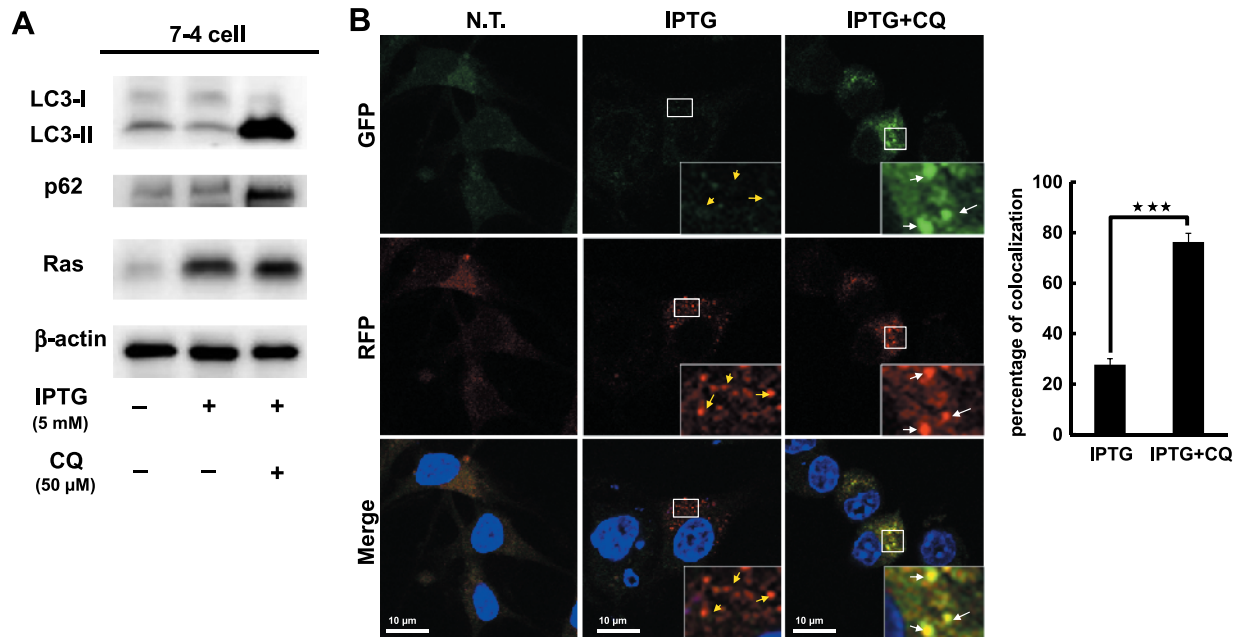 A
7-4 cell
LC3-I
LC3-II
p62
Ras
β-actin
IPTG
(5 mM)
– + +
CQ
(50 µM)
– – +
B
N.T. IPTG IPTG+CQ
GFP
RFP
Merge
10 µm
10 µm
10 µm
percentage of colocalization
★★★
100
80
60
40
20
0
IPTG IPTG+CQ